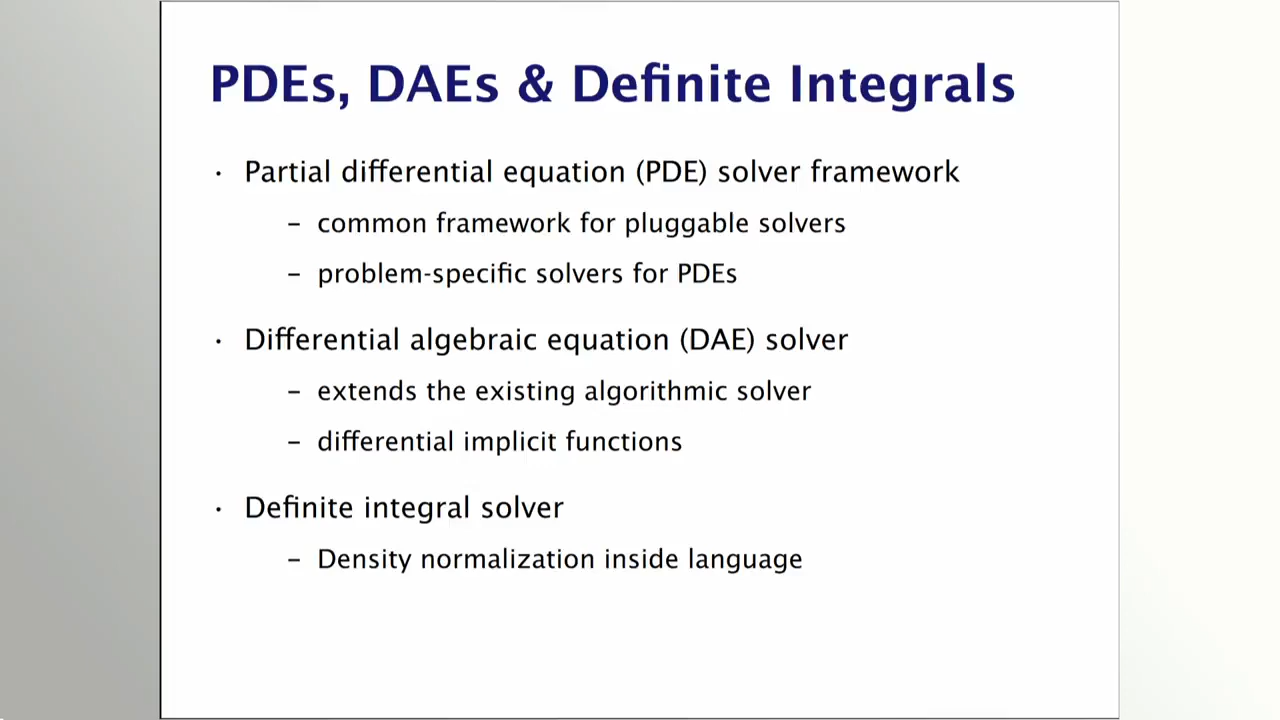 PDEs, DAEs & Definite Integrals
· Partial differential equation (PDE) solver framework
– common framework for pluggable solvers
– problem-specific solvers for PDEs
· Differential algebraic equation (DAE) solver
– extends the existing algorithmic solver
– differential implicit functions
· Definite integral solver
– Density normalization inside language